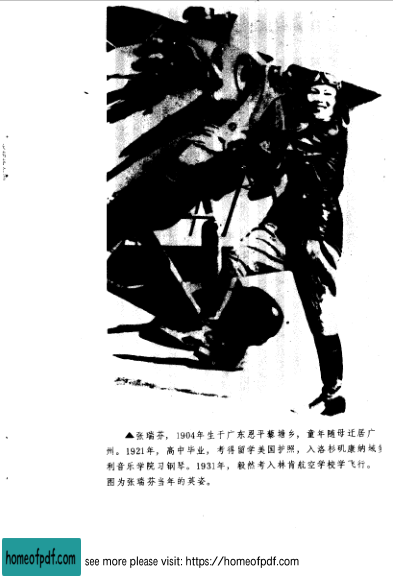 ▲张瑞芬，1904年生于广东恩平蓢塘乡，童年随母迁居广
州。1921年，高中毕业，考得留学美国护照，入洛杉矶康纳域
利音乐学院习钢琴。1931年，毅然考入林肯航空学校学飞行。
图为张瑞芬当年的英姿。
homeofpdf.com
see more please visit: https://homeofpdf.com